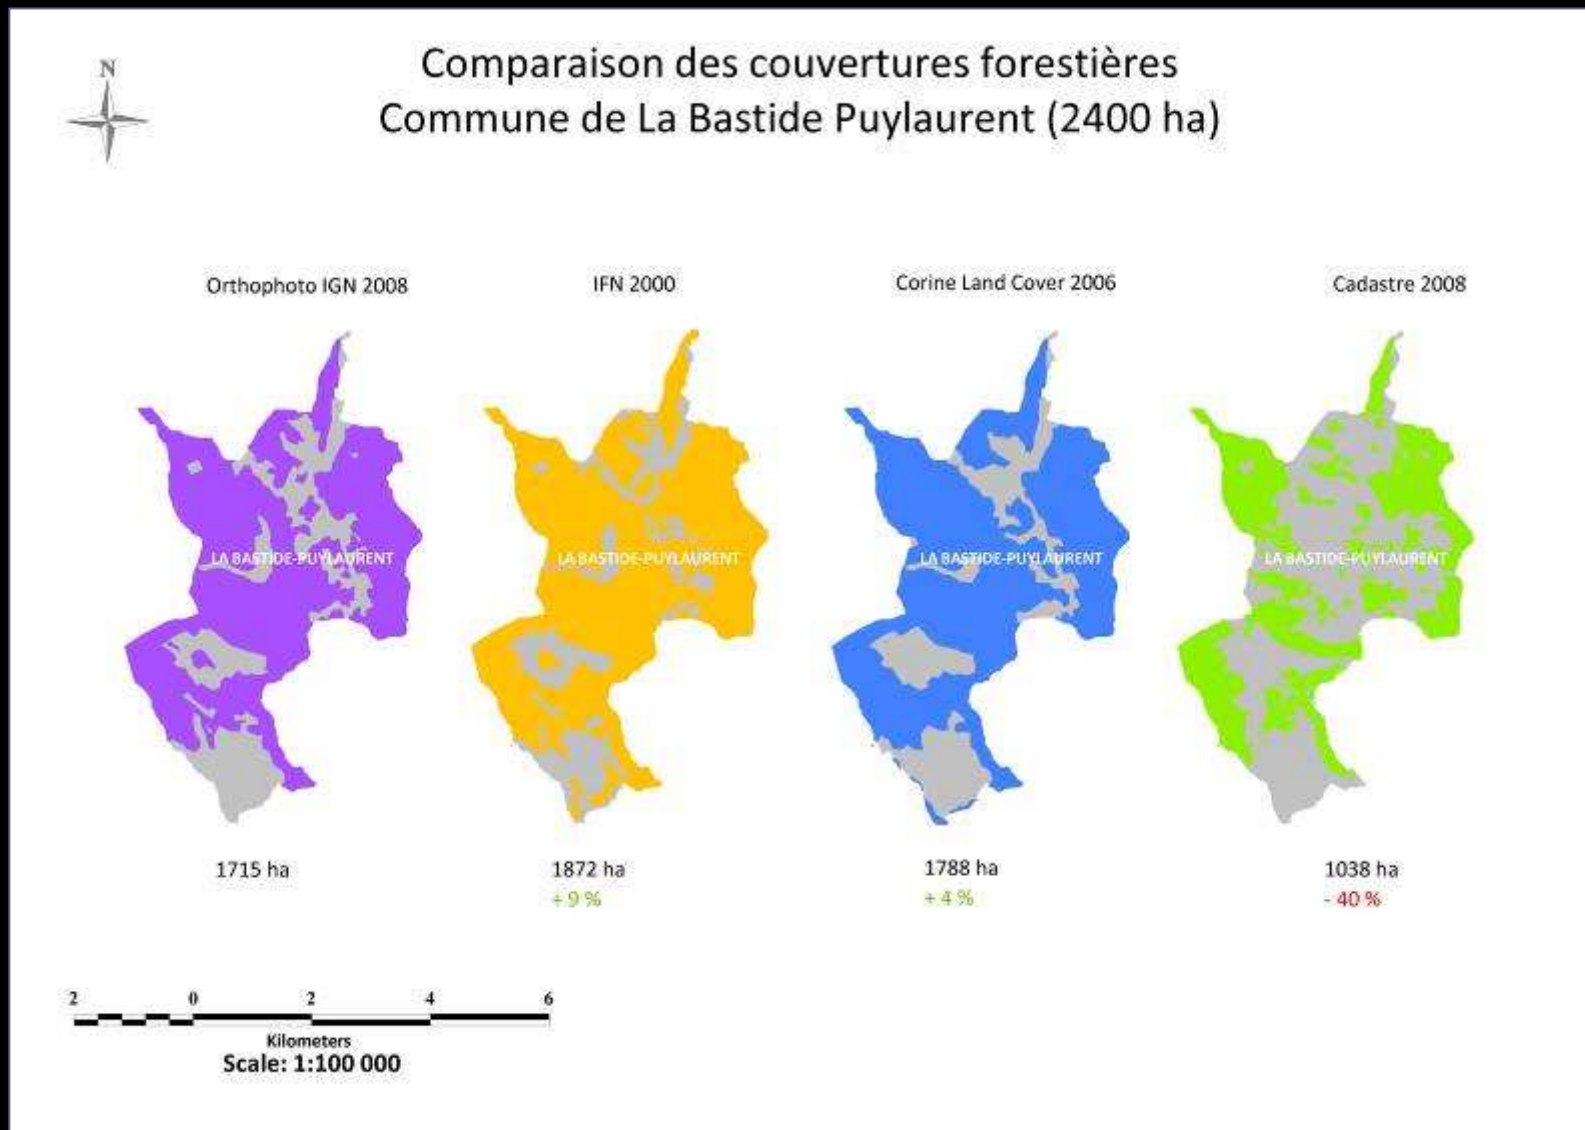 N
Comparaison des couvertures forestières
Commune de La Bastide Puylaurent (2400 ha)
Orthophoto IGN 2008
IFN 2000
Corine Land Cover 2006
Cadastre 2008
LA BASTIDE-PUYLAURENT
LA BASTIDE-PUYLAURENT
LA BASTIDE-PUYLAURENT
LA BASTIDE-PUYLAURENT
1715 ha
1872 ha
+ 9 %
1788 ha
+ 4 %
1038 ha
- 40 %
2 0 2 4 6
Kilometers
Scale: 1:100 000